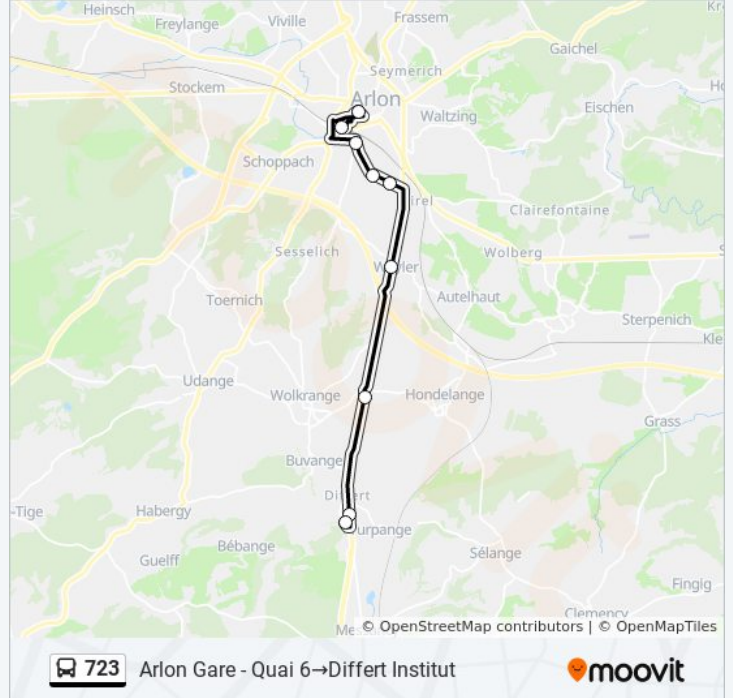 Heinsch
Frassem
Viville
Freylange
Gaichel
Seymerich
Stockem
Arlon
Eischen
Waltzing
Schoppach
Clairefontaine
Sesselich
Wolberg
Autelhaut
Toernich
Sterpenich
Udange
Wolkrange
Hondelange
Grass
Buvange
Habergy
Bébange
Sélange
Guelff
Fingig
Clemency
© OpenStreetMap contributors | © OpenMapTiles
723 Arlon Gare - Quai 6→Differt Institut
moovit